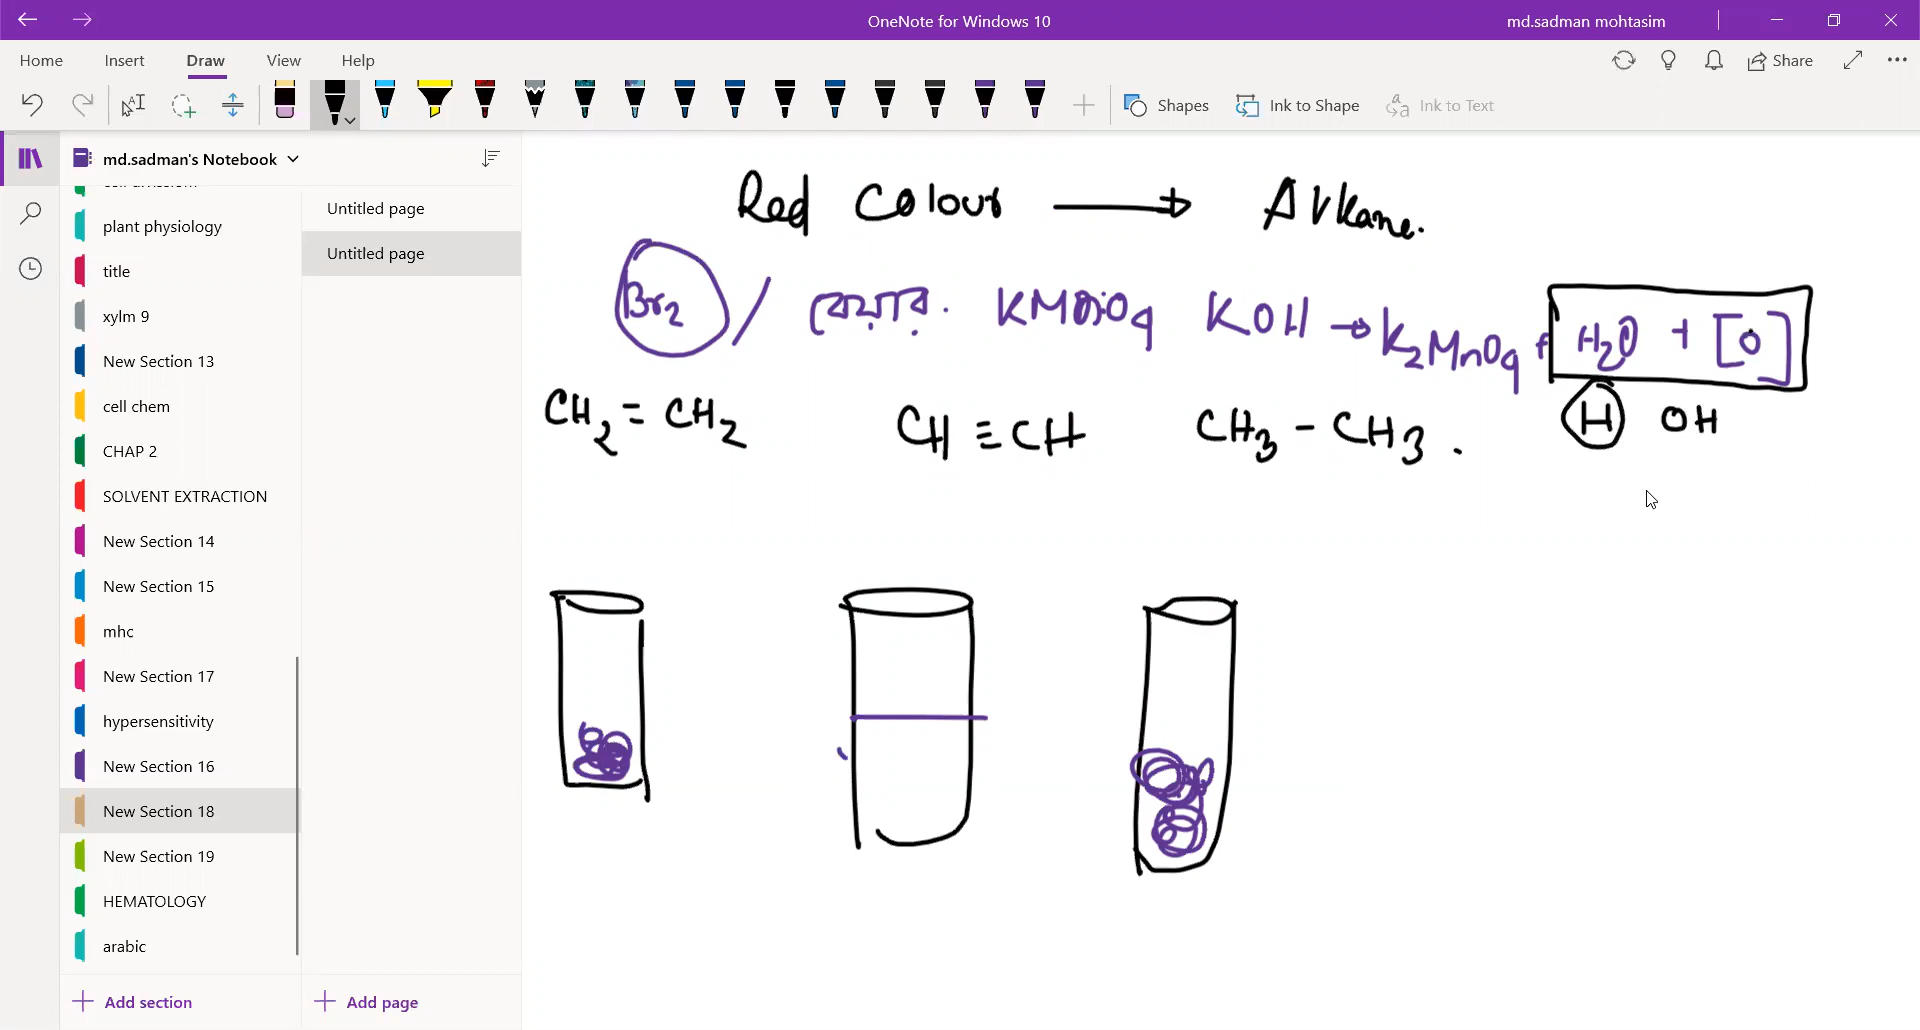 OneNote for Windows 10
md.sadman mohtasim
Home Insert Draw View Help
Share
Shapes Ink to Shape Ink to Text
md.sadman's Notebook
plant physiology
title
xylm 9
New Section 13
cell chem
CHAP 2
SOLVENT EXTRACTION
New Section 14
New Section 15
mhc
New Section 17
hypersensitivity
New Section 16
New Section 18
New Section 19
HEMATOLOGY
arabic
Add section
Untitled page
Untitled page
Add page
Red Colour → Alkane.
Br2 / KOH → K2MnO4 + H2O + [O]
CH2 = CH2 CH ≡ CH CH3 - CH3 . H OH